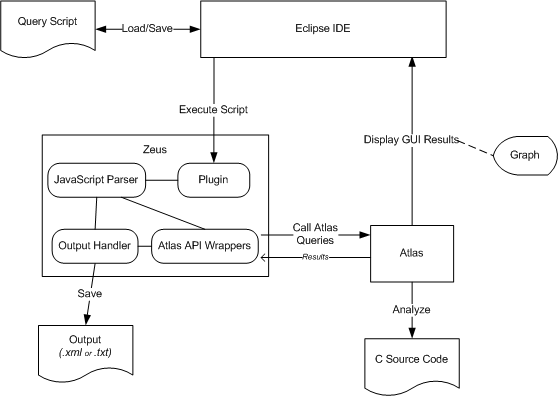 Query Script
Load/Save
Eclipse IDE
Execute Script
Display GUI Results
Graph
Zeus
JavaScript Parser
Plugin
Output Handler
Atlas API Wrappers
Call Atlas
Queries
Results
Atlas
Save
Analyze
Output
(.xml or .txt)
C Source Code